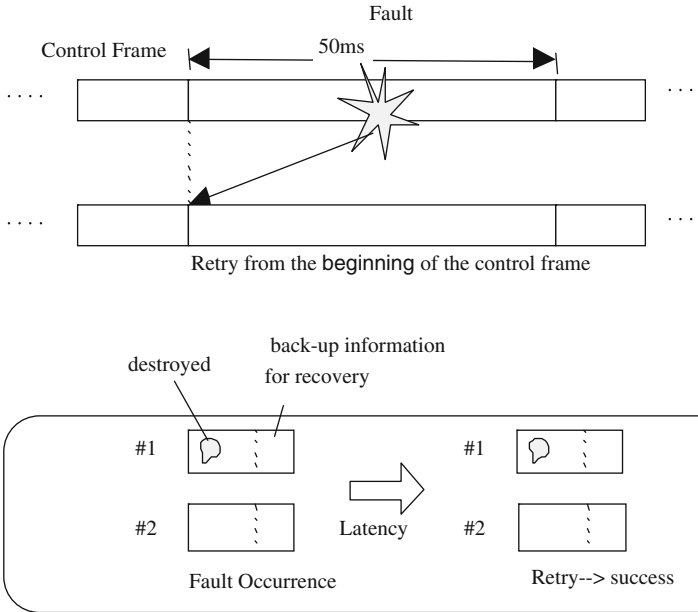 Fault
50ms
Control Frame
. . . .
. . .
. . . .
. . .
Retry from the beginning of the control frame
back-up information
for recovery
destroyed
#1
#1
#2
#2
Latency
Fault Occurrence
Retry--> success